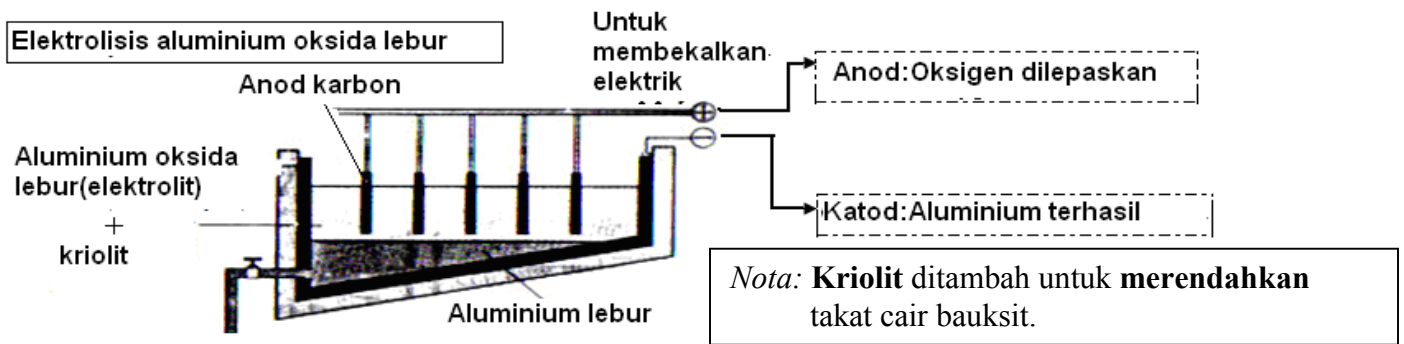 Elektrolisis aluminium oksida lebur
Untuk
membekalkan
elektrik
Anod karbon
+
Anod:Oksigen dilepaskan
−
Aluminium oksida
lebur(elektrolit)
+
kriolit
Katod:Aluminium terhasil
Aluminium lebur
Nota: Kriolit ditambah untuk merendahkan
takat cair bauksit.